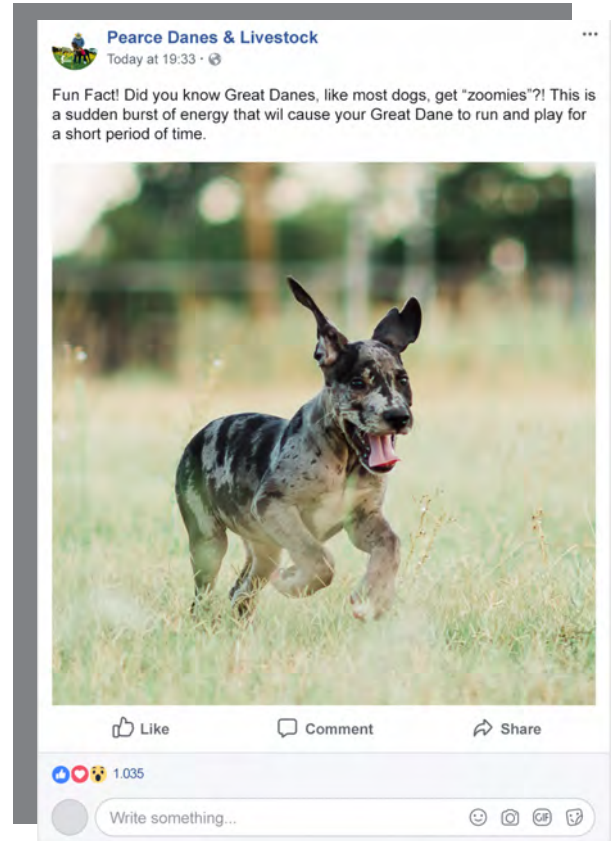 Pearce Danes & Livestock
Today at 19:33 ·
Fun Fact! Did you know Great Danes, like most dogs, get “zoomies”?! This is
a sudden burst of energy that wil cause your Great Dane to run and play for
a short period of time.
Like Comment Share
1.035
Write something...
GIF